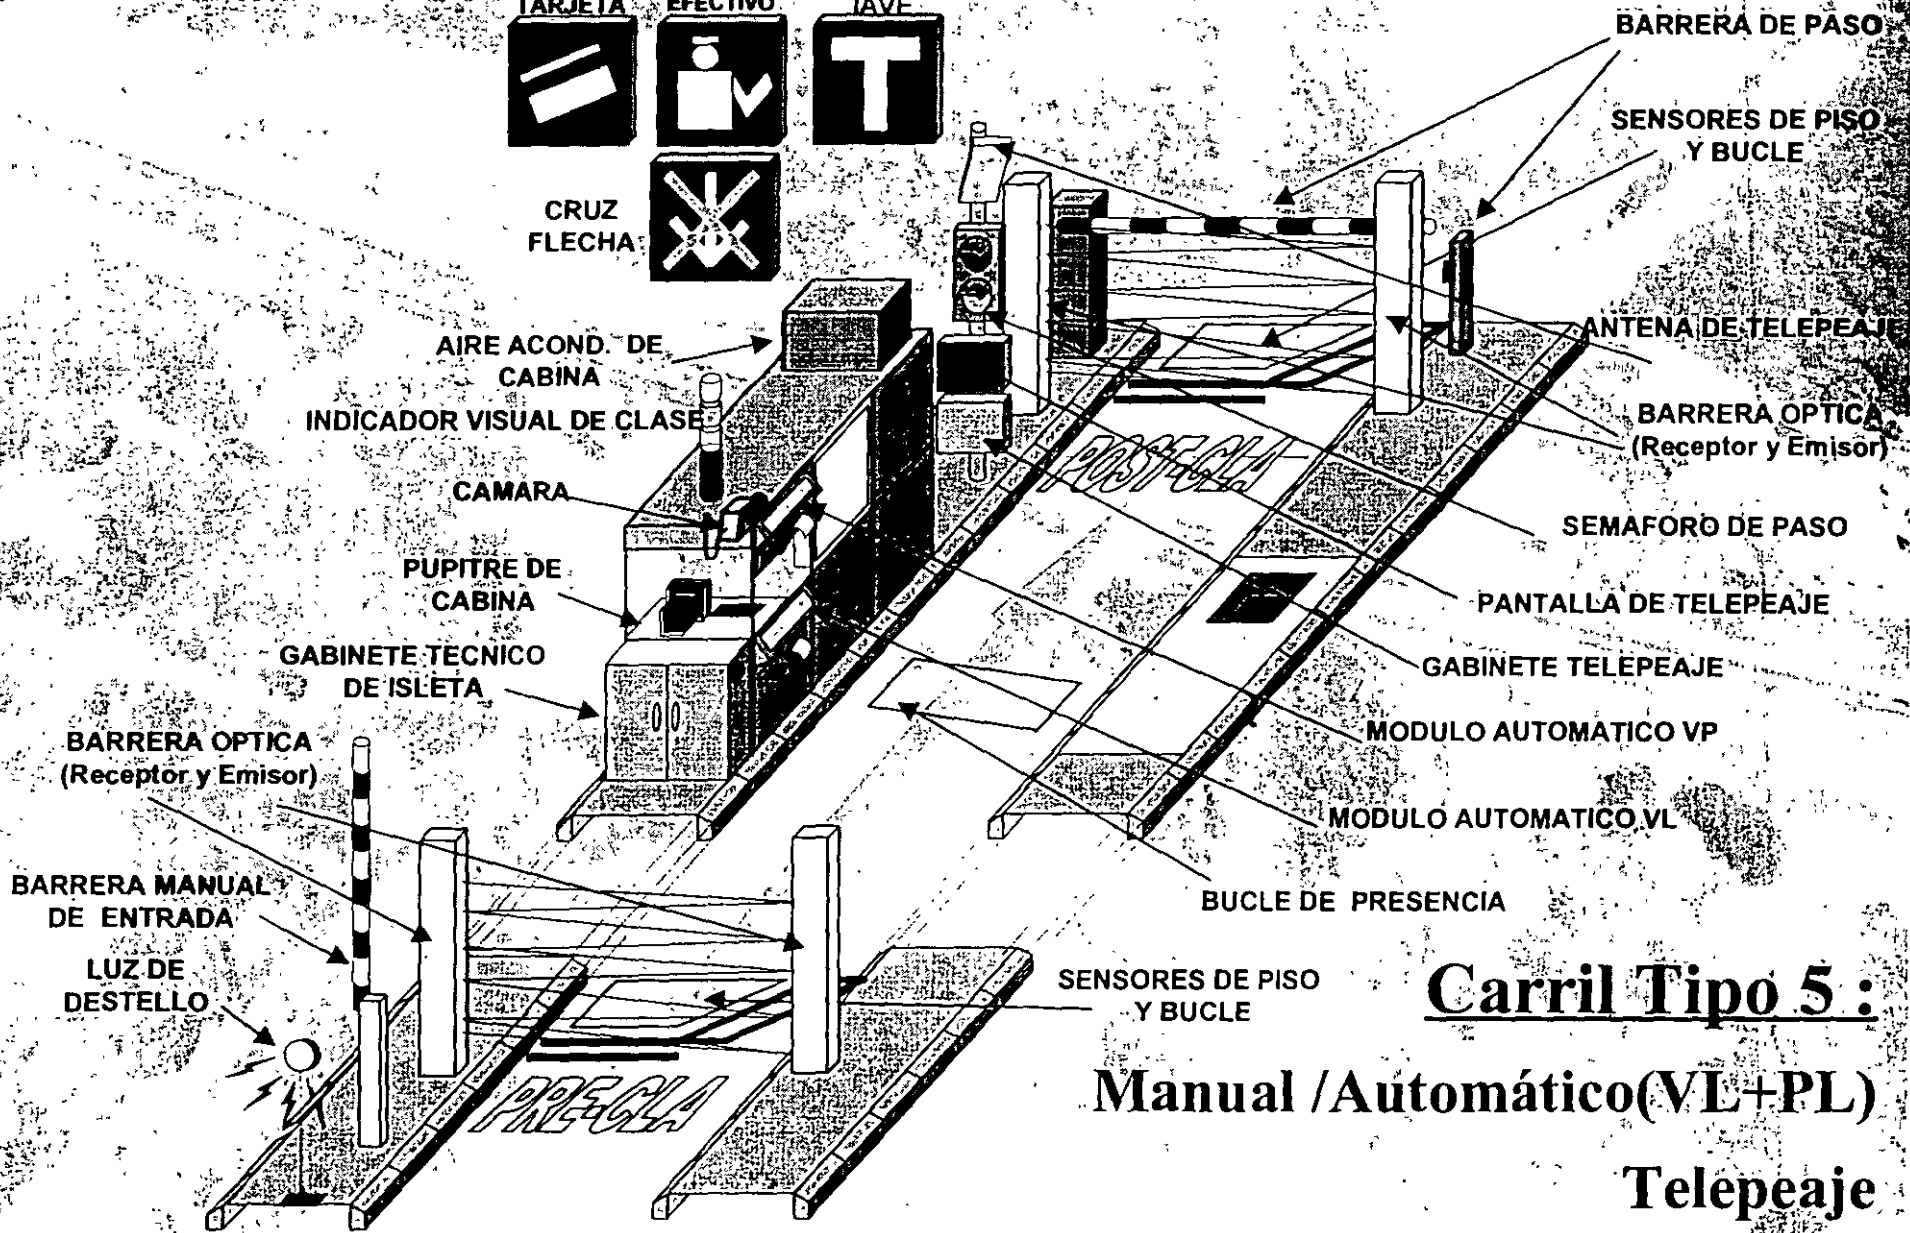 TARJETA EFECTIVO IAVE
BARRERA DE PASO
SENSORES DE PISO
Y BUCLE
CRUZ
FLECHA
ANTENA DE TELEPEAJE
AIRE ACOND. DE
CABINA
INDICADOR VISUAL DE CLASE
BARRERA OPTICA
(Receptor y Emisor)
POST-CLA
CAMARA
SEMAFORO DE PASO
PUPITRE DE
CABINA
PANTALLA DE TELEPEAJE
GABINETE TECNICO
DE ISLETA
GABINETE TELEPEAJE
BARRERA OPTICA
(Receptor y Emisor)
MODULO AUTOMATICO VP
MODULO AUTOMATICO VL
BARRERA MANUAL
DE ENTRADA
BUCLE DE PRESENCIA
LUZ DE
DESTELLO
SENSORES DE PISO
Y BUCLE
PRE-CLA
Carril Tipo 5 :
Manual /Automático(VL+PL)
Telepeaje